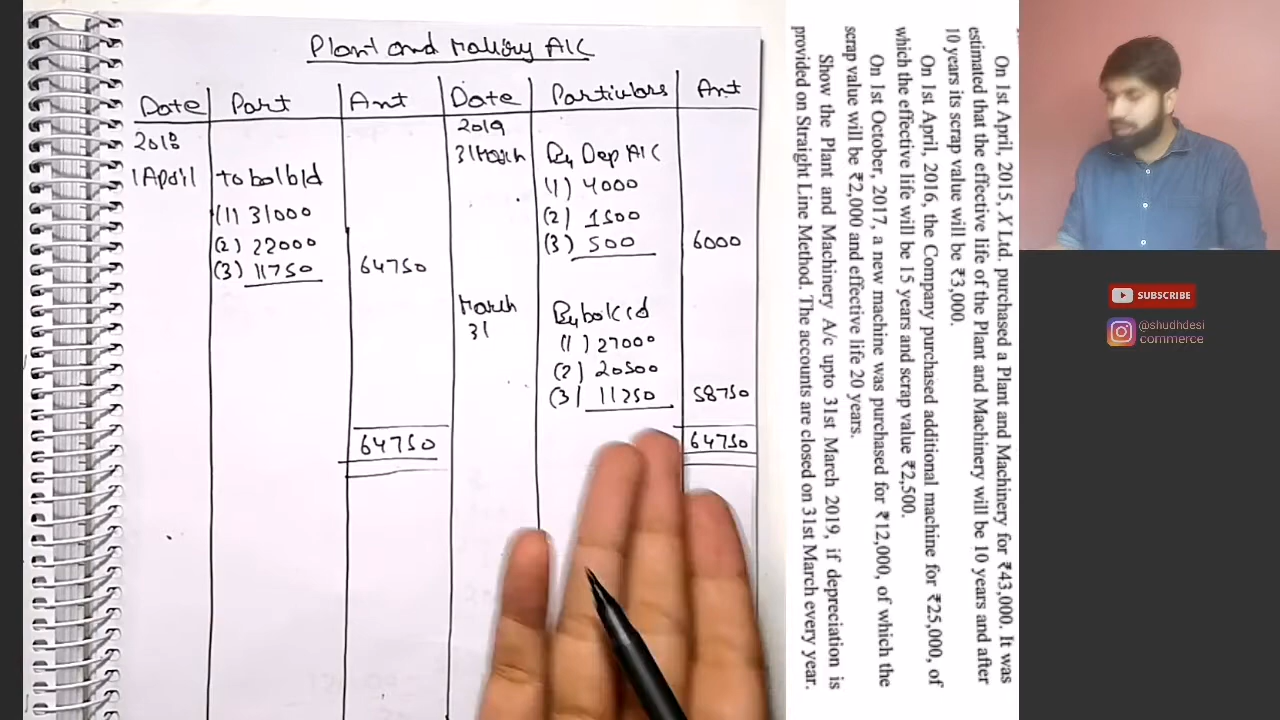 Plant and Mackinery A/C
Date Part Amt Date Particulars Amt
2018
1 April to bal b/d
(1) 31000
(2) 22000
(3) 11750 64750
64750
2019
31 March By Dep A/C
(1) 4000
(2) 1500
(3) 500 6000
March 31 By bal c/d
(1) 27000
(2) 20500
(3) 11250 58750
64750
On 1st April, 2015, X Ltd. purchased a Plant and Machinery for ₹43,000. It was
estimated that the effective life of the Plant and Machinery will be 10 years and after
10 years its scrap value will be ₹3,000.
On 1st April, 2016, the Company purchased additional machine for ₹25,000, of
which the effective life will be 15 years and scrap value ₹2,500.
On 1st October, 2017, a new machine was purchased for ₹12,000, of which the
scrap value will be ₹2,000 and effective life 20 years.
Show the Plant and Machinery A/c upto 31st March 2019, if depreciation is
provided on Straight Line Method. The accounts are closed on 31st March every year.
SUBSCRIBE
@shudhdesi
commerce